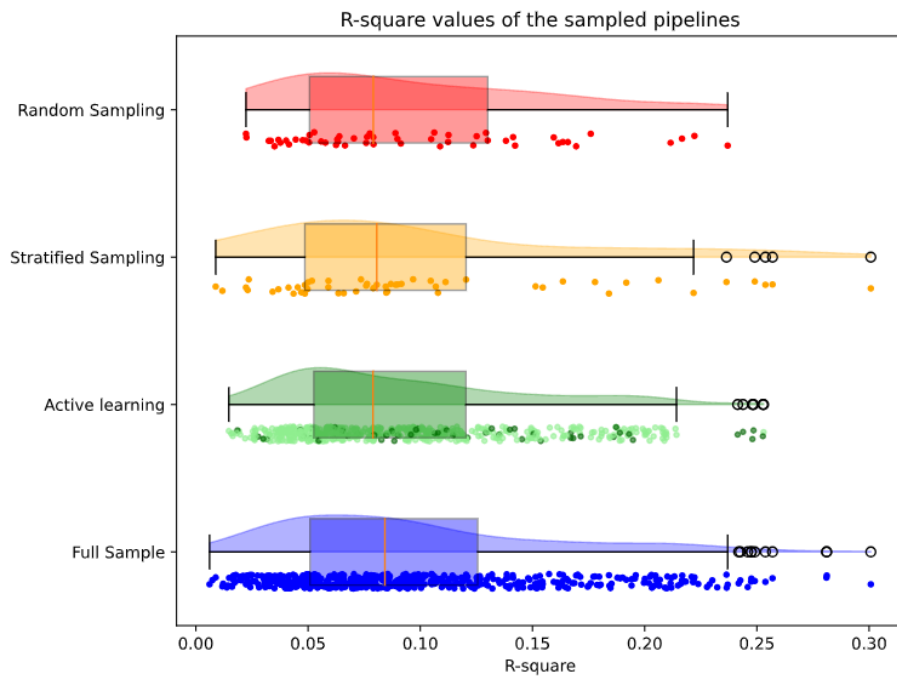 R-square values of the sampled pipelines
Random Sampling
Stratified Sampling
Active learning
Full Sample
0.00 0.05 0.10 0.15 0.20 0.25 0.30
R-square